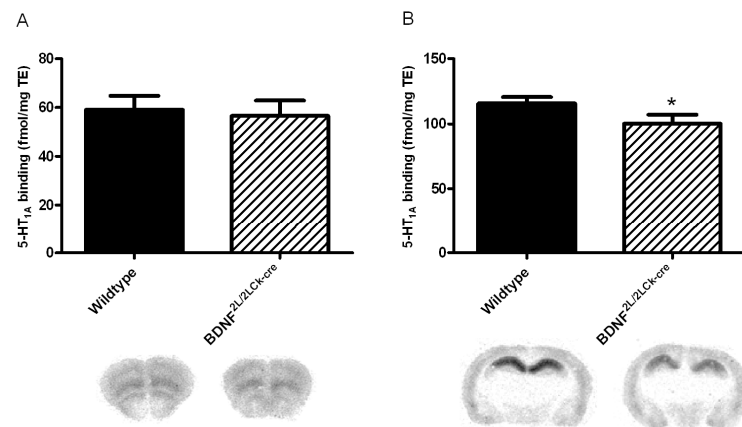 A
5-HT1A binding (fmol/mg TE)
80
60
40
20
0
Wildtype
BDNF2L/2LCk-cre
B
5-HT1A binding (fmol/mg TE)
150
100
50
0
*
Wildtype
BDNF2L/2LCk-cre